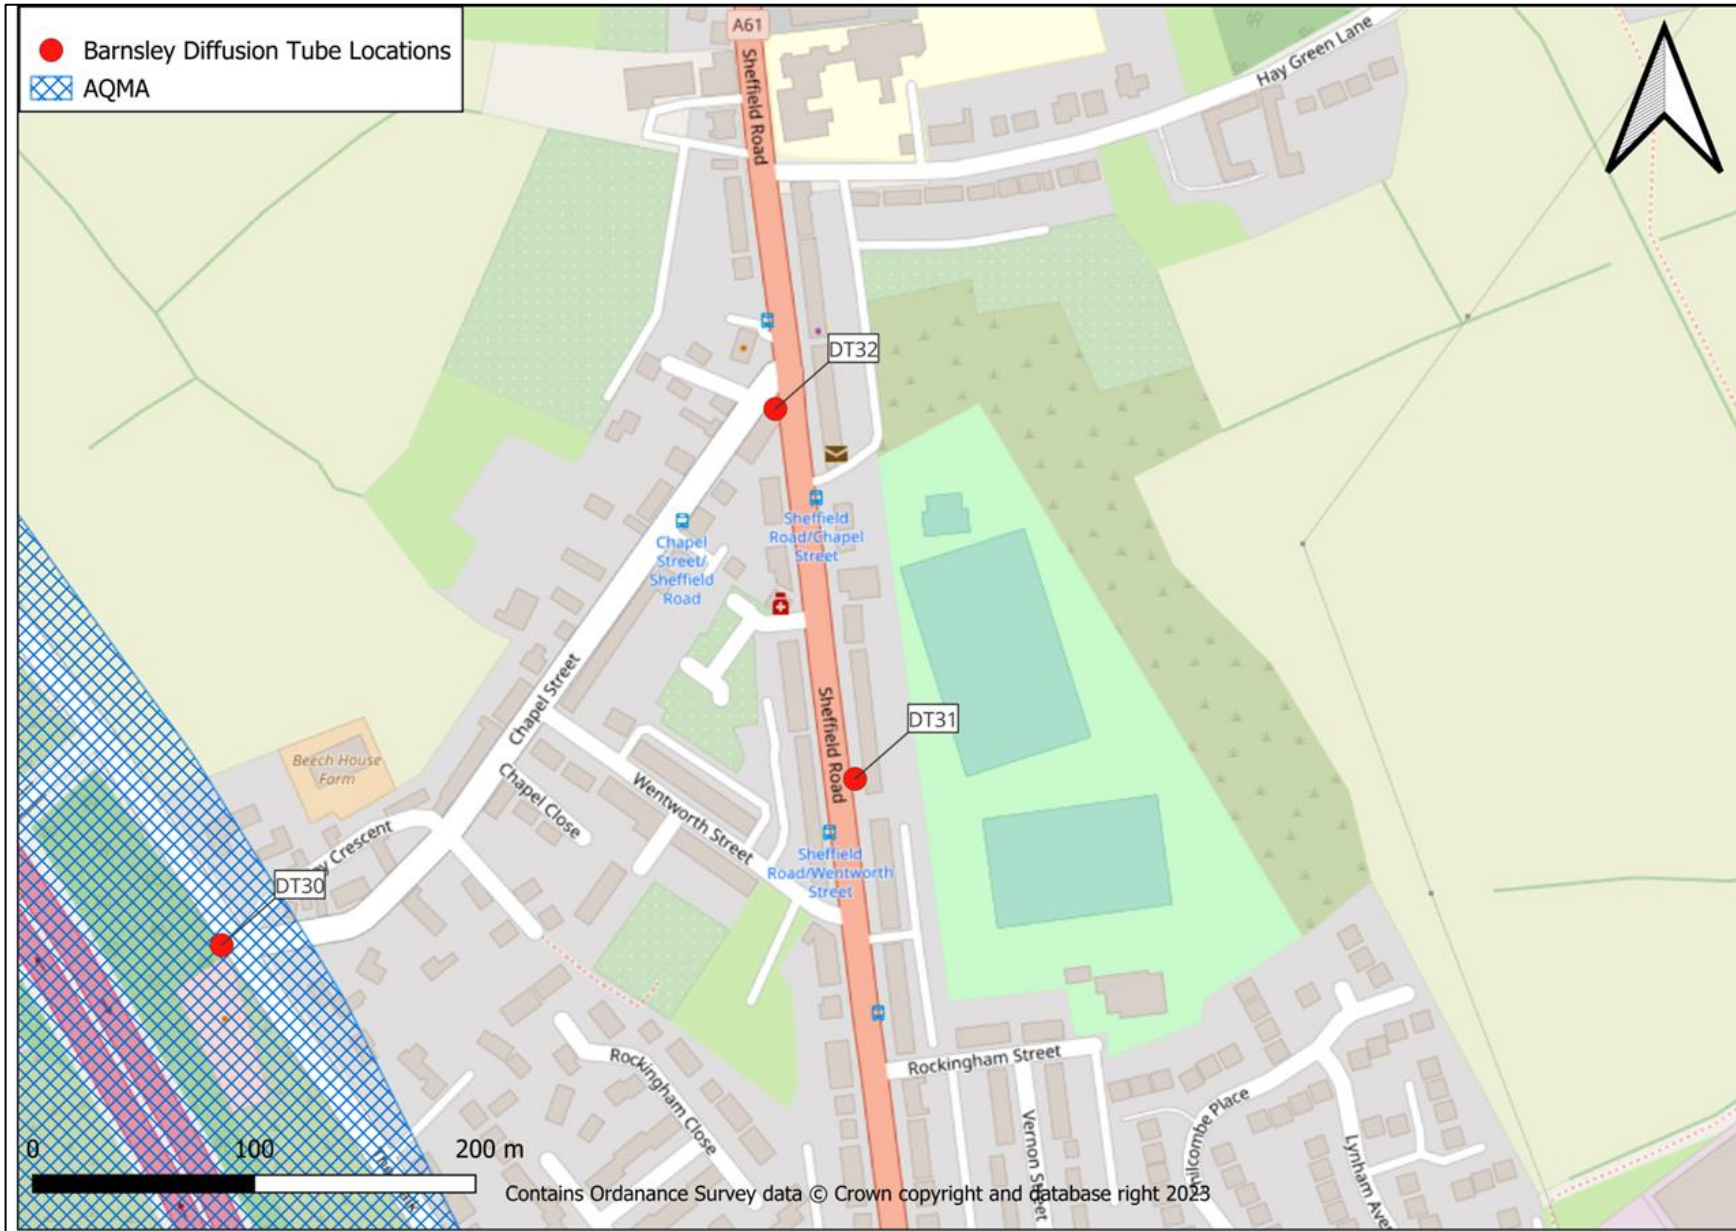 Barnsley Diffusion Tube Locations
AQMA
A61
Sheffield Road
Hay Green Lane
DT32
Sheffield
Road/Chapel
Street
Chapel
Street/
Sheffield
Road
Chapel Street
Sheffield Road
DT31
Beech House
Farm
Chapel Close
Wentworth Street
Sheffield
Road/Wentworth
Street
Crescent
DT30
Rockingham Close
Rockingham Street
Vernon Street
Place
Lynham
0 100 200 m
Contains Ordanance Survey data © Crown copyright and database right 2023